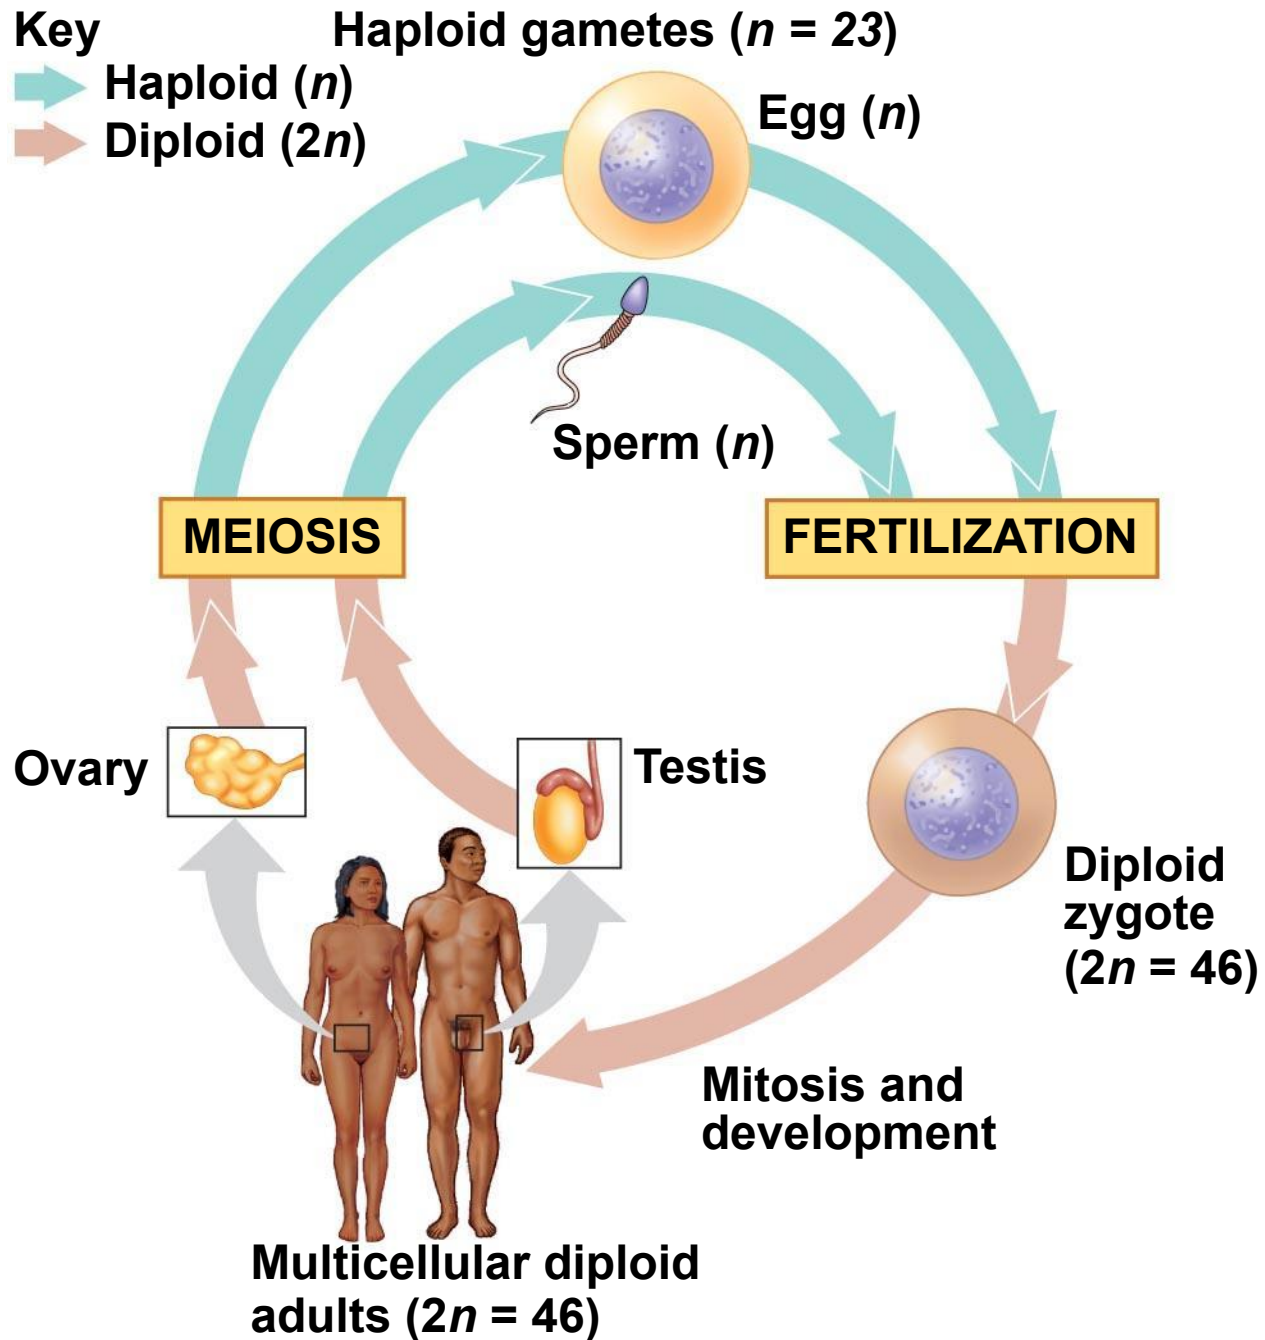 Key
Haploid (n)
Diploid (2n)
Haploid gametes (n = 23)
Egg (n)
Sperm (n)
MEIOSIS
FERTILIZATION
Ovary
Testis
Diploid
zygote
(2n = 46)
Mitosis and
development
Multicellular diploid
adults (2n = 46)